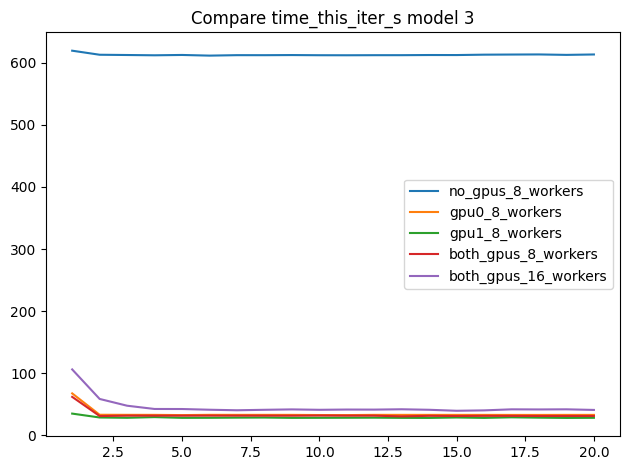 Compare time_this_iter_s model 3
600
500
400
300
200
100
0
no_gpus_8_workers
gpu0_8_workers
gpu1_8_workers
both_gpus_8_workers
both_gpus_16_workers
2.5 5.0 7.5 10.0 12.5 15.0 17.5 20.0